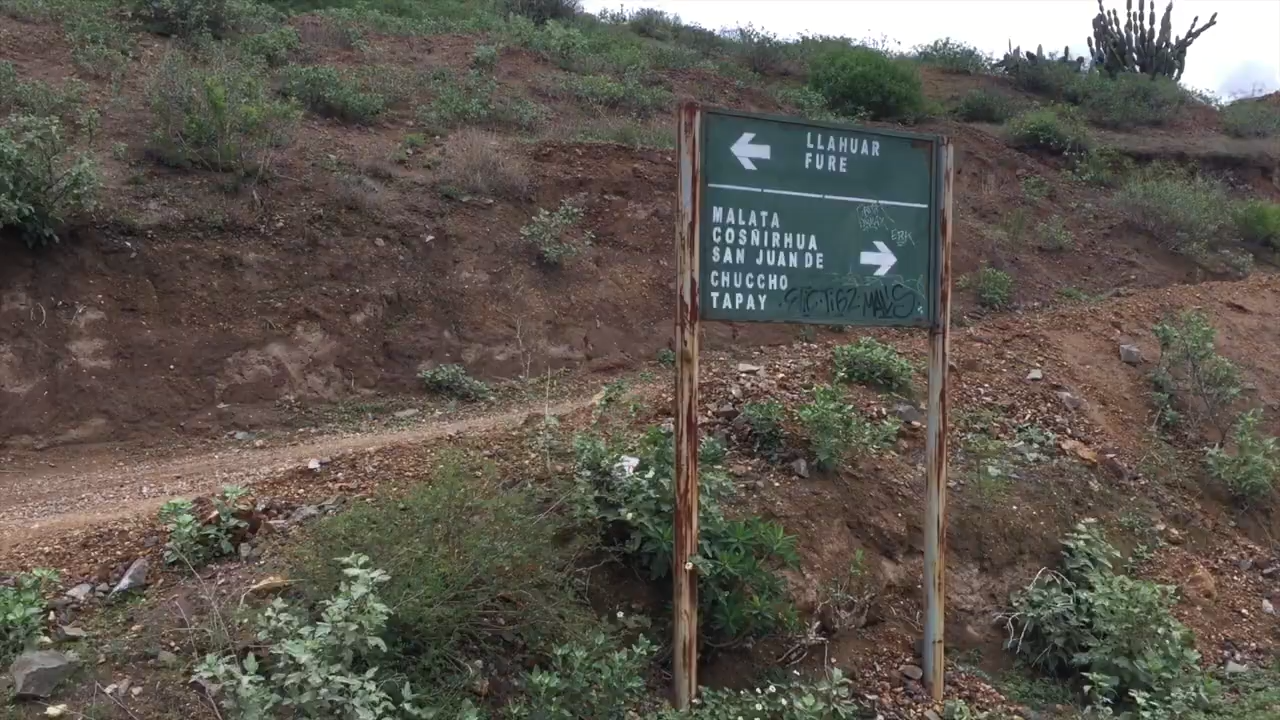 LLAHUAR
FURE
MALATA
COSÑIRHUA
SAN JUAN DE
CHUCCHO
TAPAY